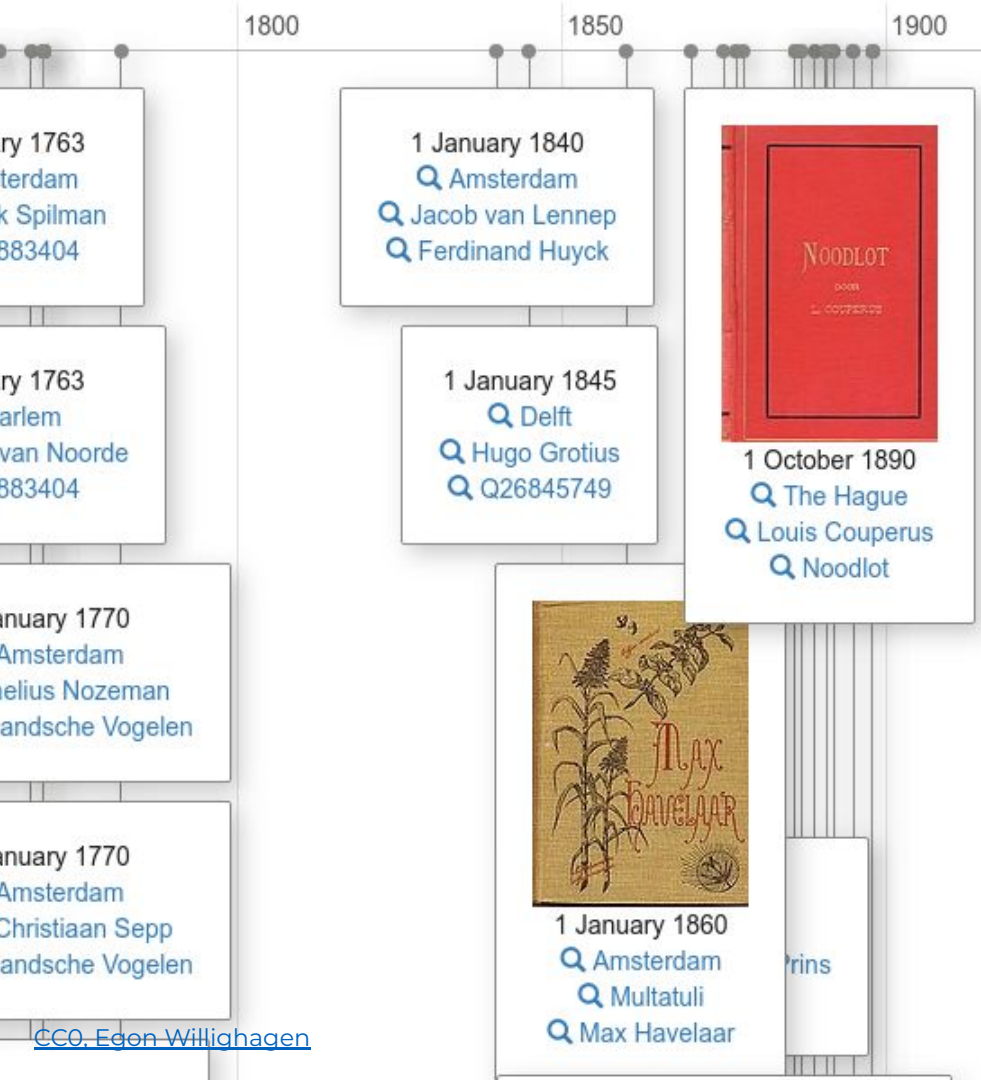 1800
1850
1900
ry 1763
terdam
k Spilman
883404
1 January 1840
Amsterdam
Jacob van Lennep
Ferdinand Huyck
NOODLOT
DOOR
L. COUPERUS
1 October 1890
The Hague
Louis Couperus
Noodlot
ry 1763
arlem
van Noorde
883404
1 January 1845
Delft
Hugo Grotius
Q26845749
anuary 1770
Amsterdam
nelius Nozeman
andsche Vogelen
MAX
HAVELAAR
1 January 1860
Amsterdam
Multatuli
Max Havelaar
anuary 1770
Amsterdam
Christiaan Sepp
andsche Vogelen
Prins
CC0, Egon Willighagen